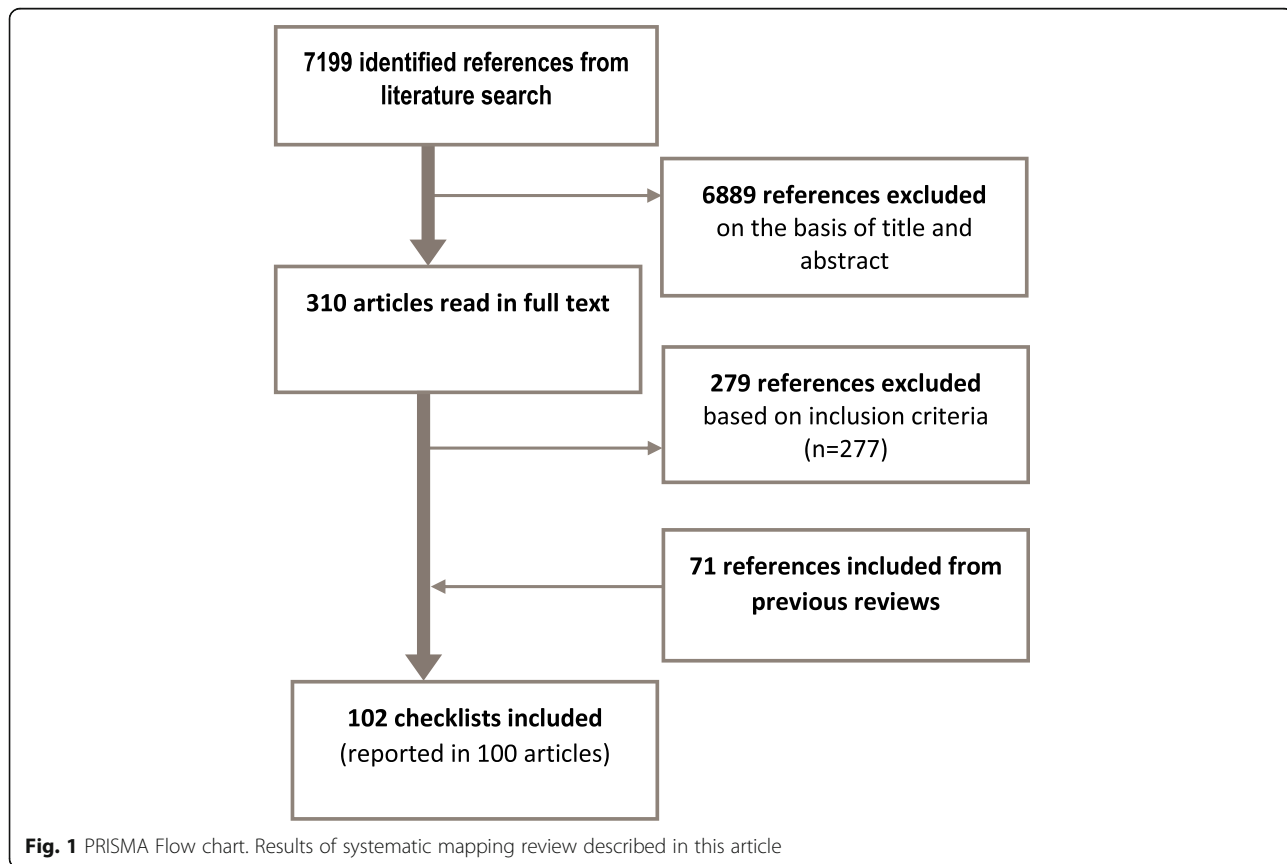 7199 identified references from
literature search
6889 references excluded
on the basis of title and
abstract
310 articles read in full text
279 references excluded
based on inclusion criteria
(n=277)
71 references included from
previous reviews
102 checklists included
(reported in 100 articles)
Fig. 1 PRISMA Flow chart. Results of systematic mapping review described in this article